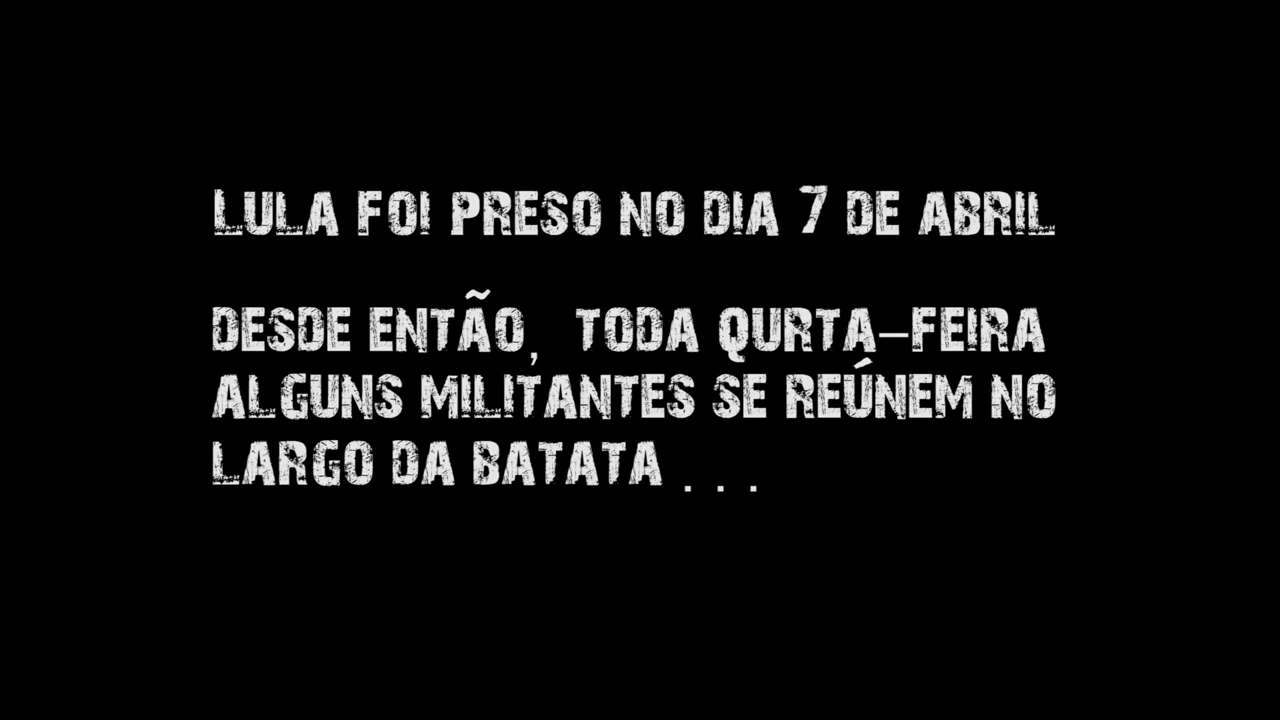 LULA FOI PRESO NO DIA 7 DE ABRIL
DESDE ENTÃO, TODA QURTA-FEIRA
ALGUNS MILITANTES SE REÚNEM NO
LARGO DA BATATA . . .